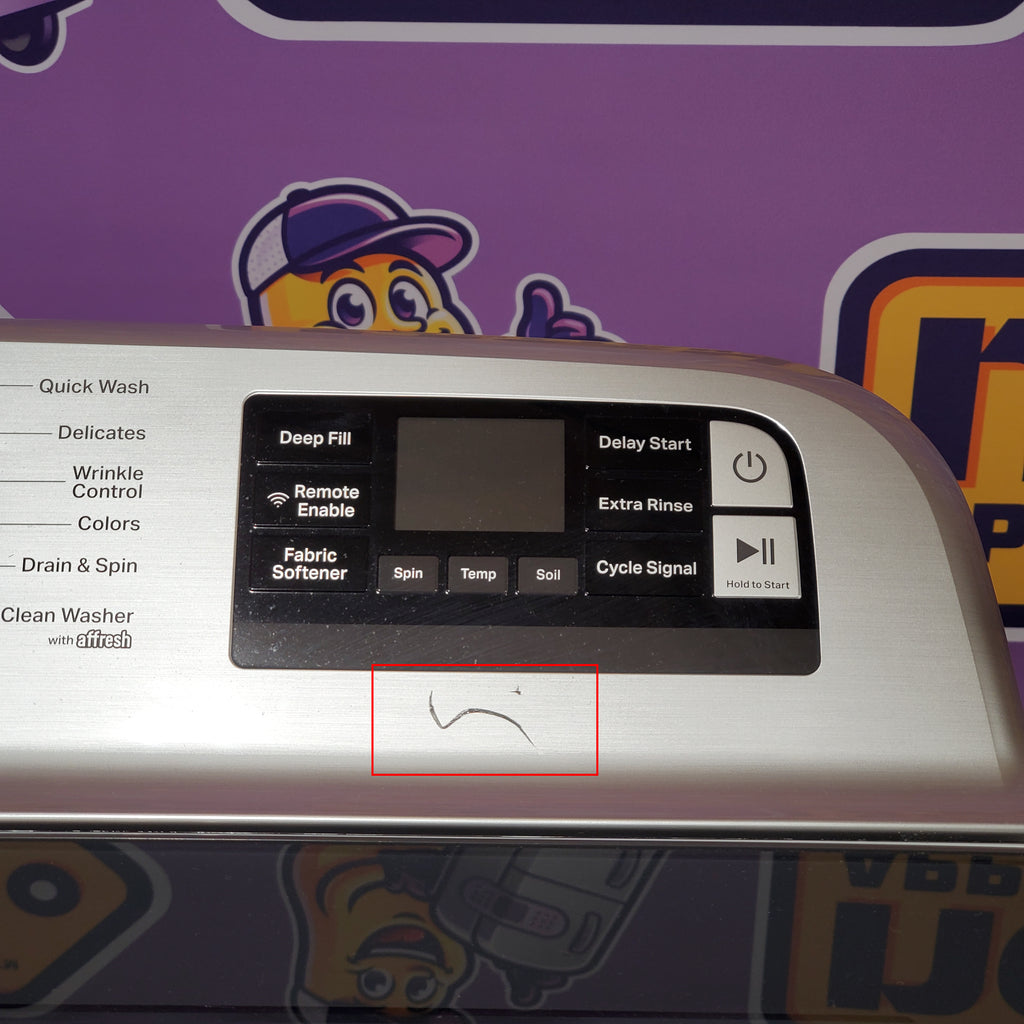 Quick Wash
Delicates
Wrinkle
Control
Colors
Drain & Spin
Clean Washer
with affresh
Deep Fill
Remote
Enable
Fabric
Softener
Spin
Temp
Soil
Delay Start
Extra Rinse
Cycle Signal
Hold to Start